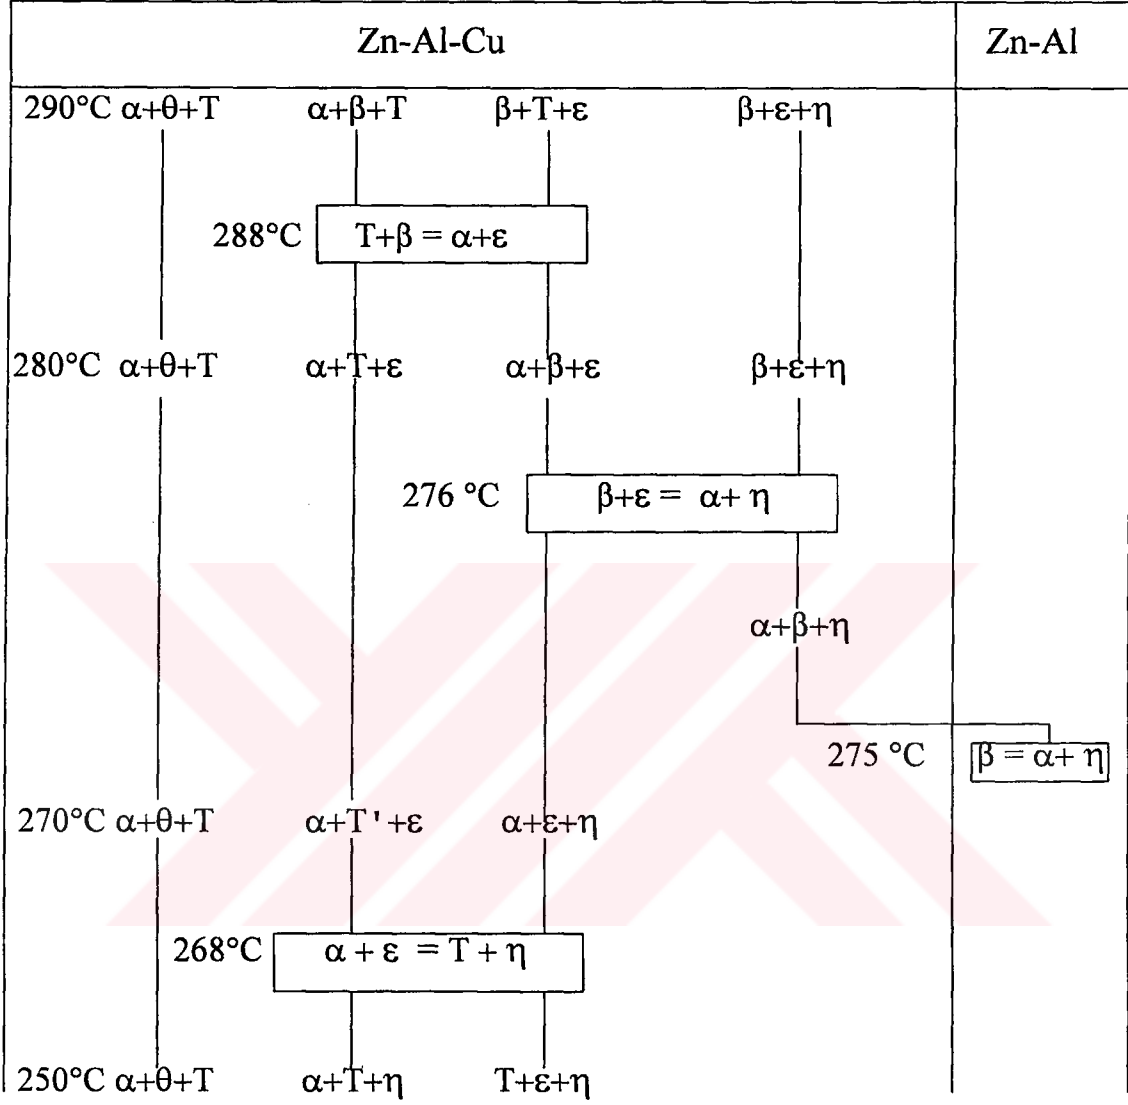 Zn-Al-Cu Zn-Al
290°C α+θ+T α+β+T β+T+ε β+ε+η
288°C T+β = α+ε
280°C α+θ+T α+T+ε α+β+ε β+ε+η
276 °C β+ε = α+ η
α+β+η
275 °C β = α+ η
270°C α+θ+T α+T'+ε α+ε+η
268°C α + ε = T + η
250°C α+θ+T α+T+η T+ε+η